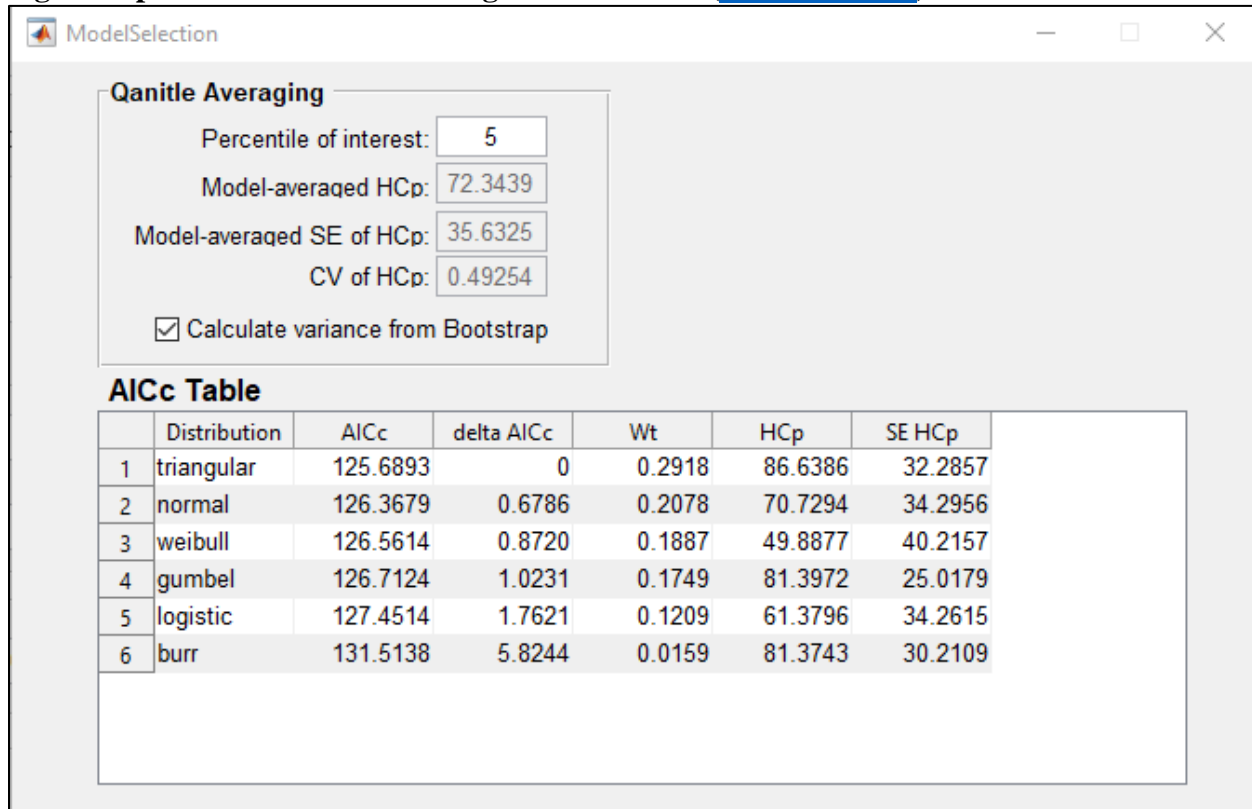 ModelSelection
Qanitle Averaging
Percentile of interest: 5
Model-averaged HCp: 72.3439
Model-averaged SE of HCp: 35.6325
CV of HCp: 0.49254
Calculate variance from Bootstrap
AICc Table
Distribution AICc delta AICc Wt HCp SE HCp
1 triangular 125.6893 0 0.2918 86.6386 32.2857
2 normal 126.3679 0.6786 0.2078 70.7294 34.2956
3 weibull 126.5614 0.8720 0.1887 49.8877 40.2157
4 gumbel 126.7124 1.0231 0.1749 81.3972 25.0179
5 logistic 127.4514 1.7621 0.1209 61.3796 34.2615
6 burr 131.5138 5.8244 0.0159 81.3743 30.2109